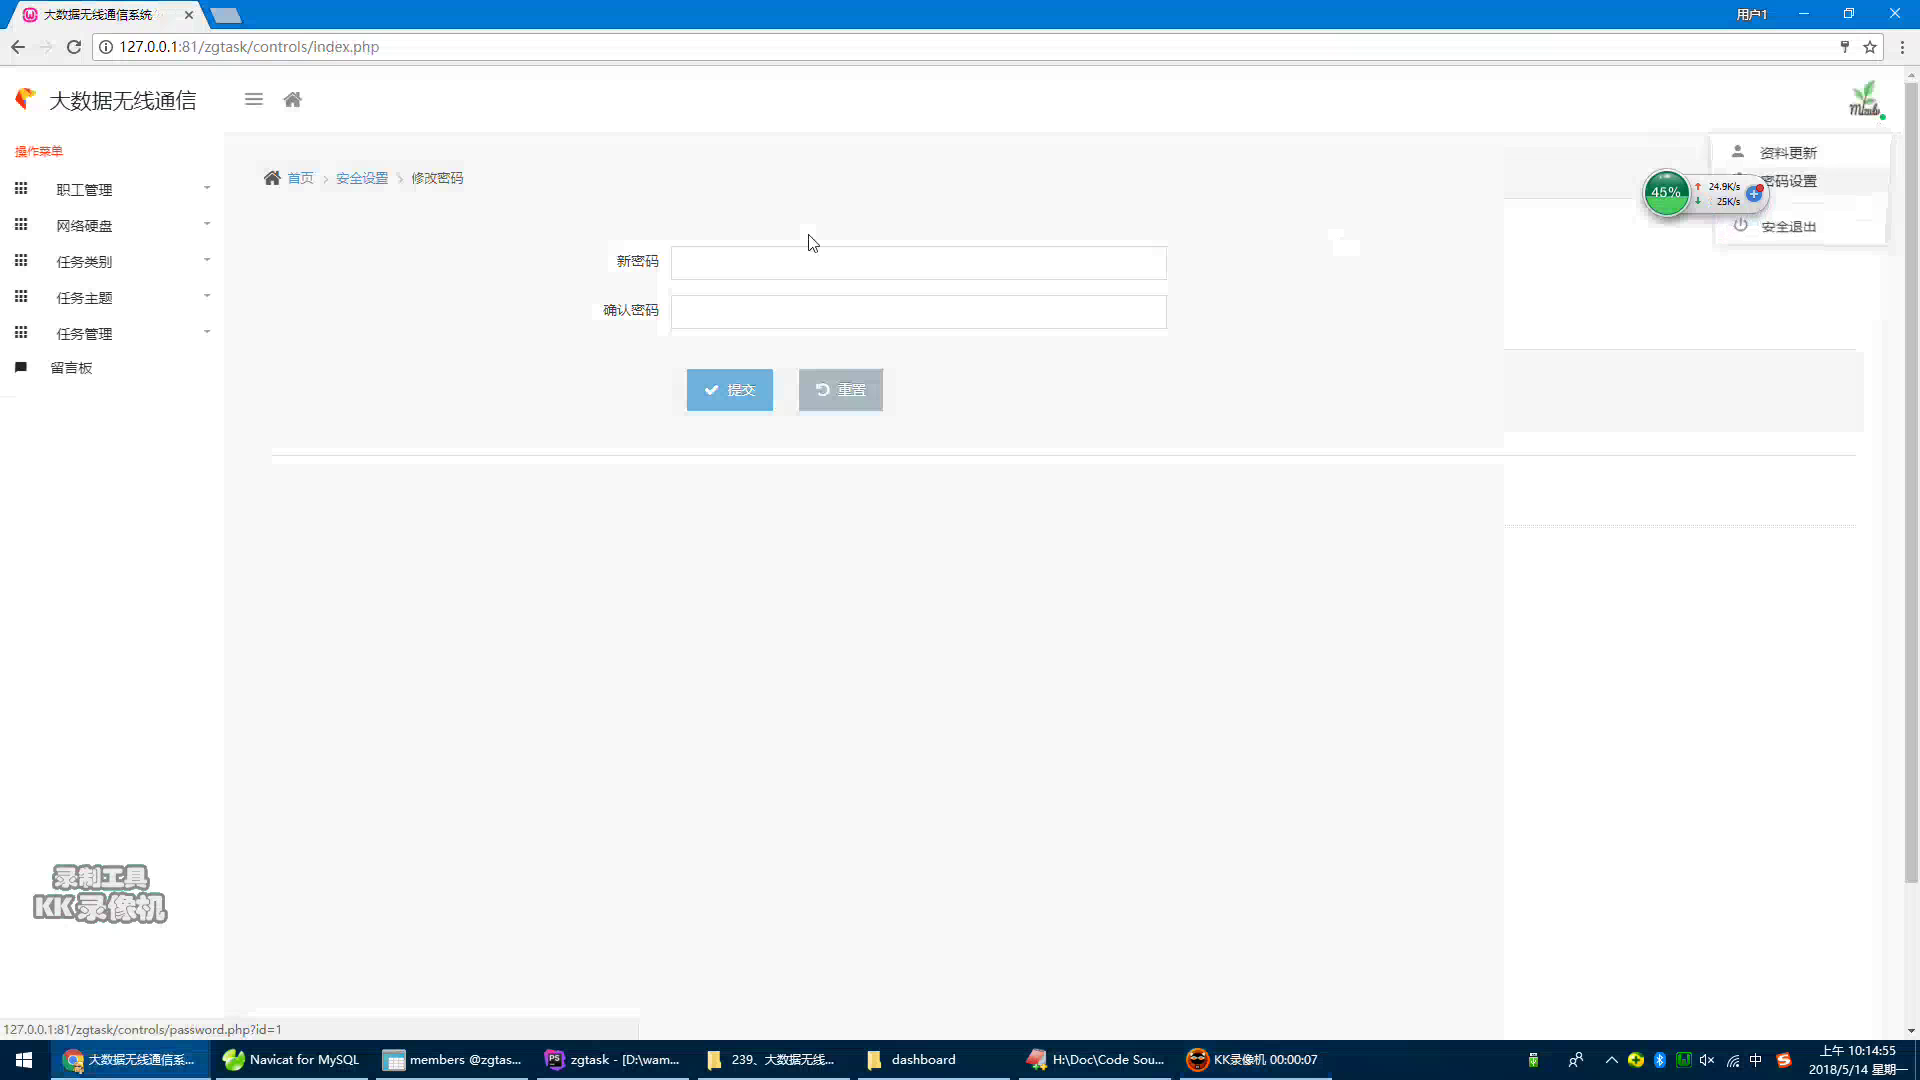 大数据无线通信系统
用户1
127.0.0.1:81/zgtask/controls/index.php
大数据无线通信
操作菜单
职工管理
网络硬盘
任务类别
任务主题
任务管理
留言板
首页 > 安全设置 > 修改密码
新密码
确认密码
提交
重置
资料更新
密码设置
安全退出
45%
24.9K/s
25K/s
录制工具
KK录像机
127.0.0.1:81/zgtask/controls/password.php?id=1
大数据无线通信系...
Navicat for MySQL
members @zgtas...
zgtask - [D:\wam...
239、大数据无线...
dashboard
H:\Doc\Code Sou...
KK录像机 00:00:07
中
上午 10:14:55
2018/5/14 星期一